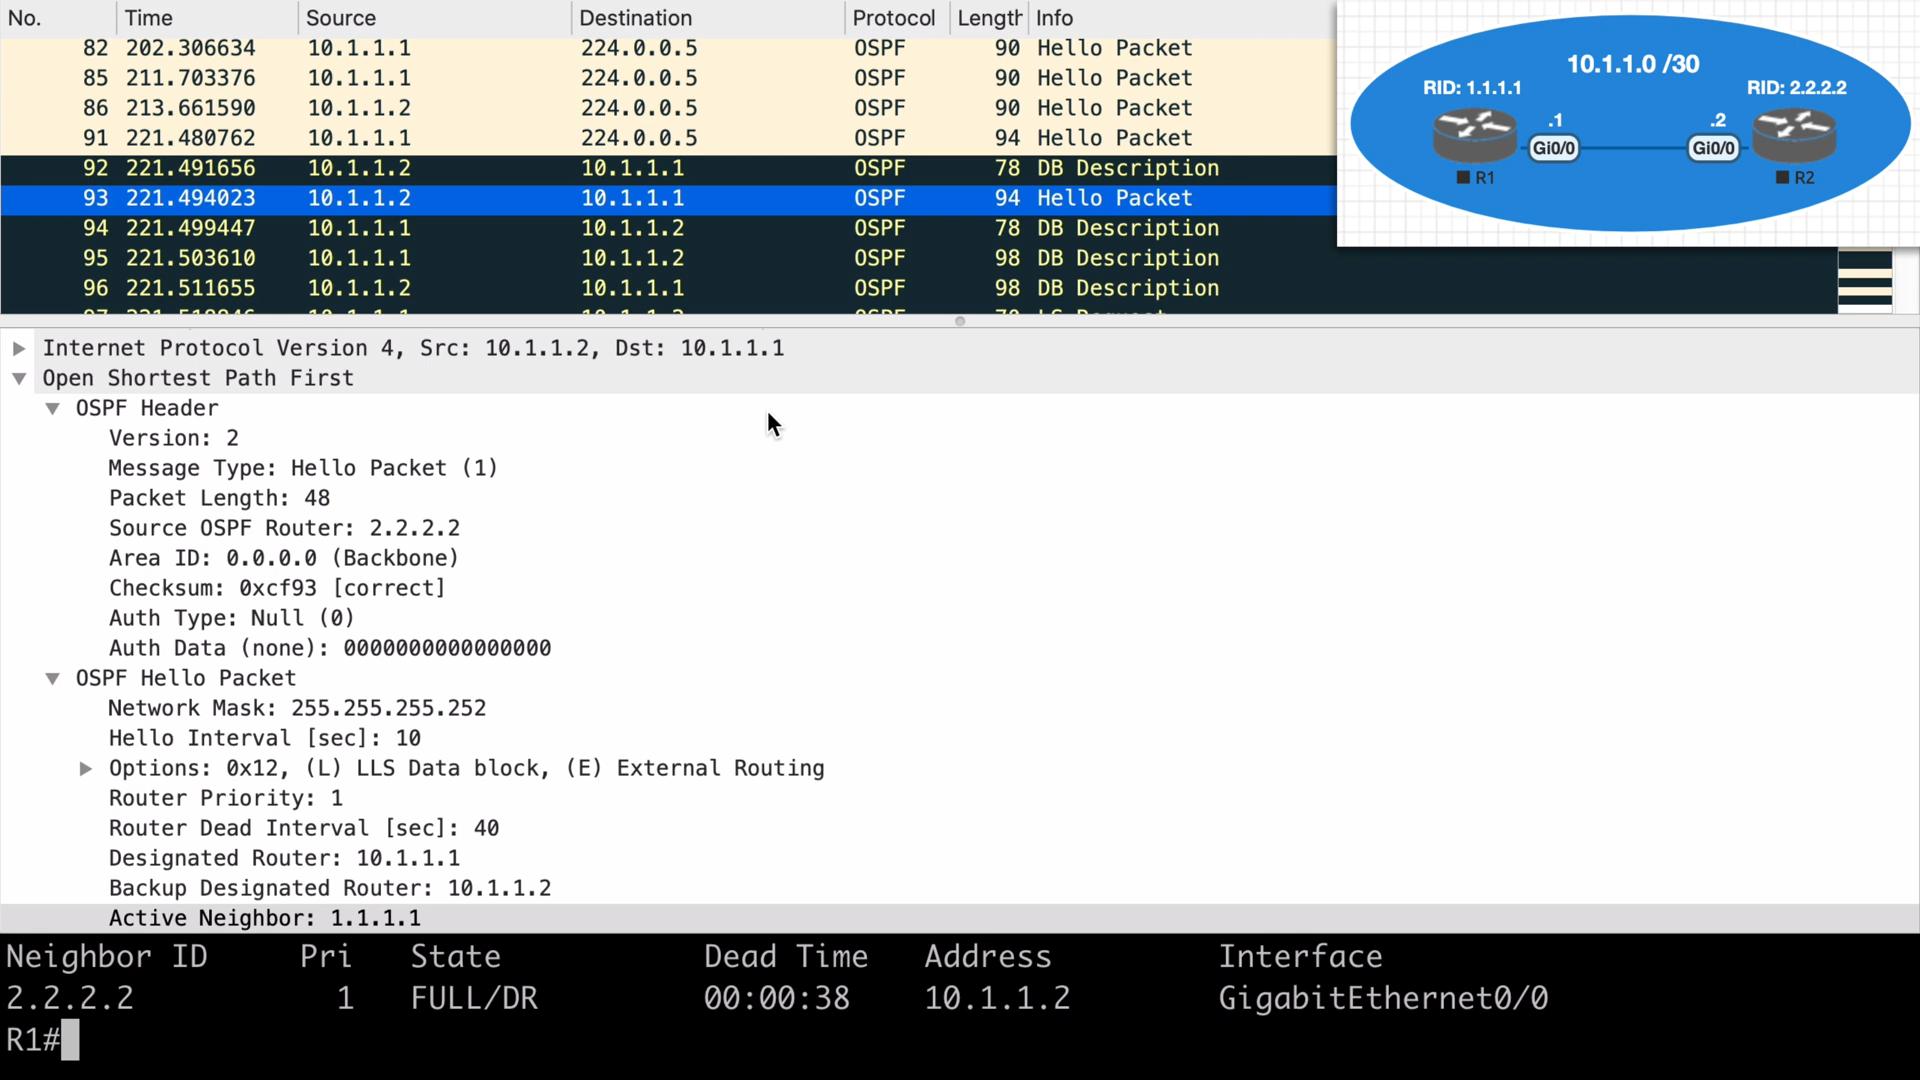 No. Time Source Destination Protocol Length Info
82 202.306634 10.1.1.1 224.0.0.5 OSPF 90 Hello Packet
85 211.703376 10.1.1.1 224.0.0.5 OSPF 90 Hello Packet
86 213.661590 10.1.1.2 224.0.0.5 OSPF 90 Hello Packet
91 221.480762 10.1.1.1 224.0.0.5 OSPF 94 Hello Packet
92 221.491656 10.1.1.2 10.1.1.1 OSPF 78 DB Description
93 221.494023 10.1.1.2 10.1.1.1 OSPF 94 Hello Packet
94 221.499447 10.1.1.1 10.1.1.2 OSPF 78 DB Description
95 221.503610 10.1.1.1 10.1.1.2 OSPF 98 DB Description
96 221.511655 10.1.1.2 10.1.1.1 OSPF 98 DB Description
10.1.1.0 /30
RID: 1.1.1.1 RID: 2.2.2.2
.1 .2
Gi0/0 Gi0/0
R1 R2
Internet Protocol Version 4, Src: 10.1.1.2, Dst: 10.1.1.1
Open Shortest Path First
OSPF Header
Version: 2
Message Type: Hello Packet (1)
Packet Length: 48
Source OSPF Router: 2.2.2.2
Area ID: 0.0.0.0 (Backbone)
Checksum: 0xcf93 [correct]
Auth Type: Null (0)
Auth Data (none): 0000000000000000
OSPF Hello Packet
Network Mask: 255.255.255.252
Hello Interval [sec]: 10
Options: 0x12, (L) LLS Data block, (E) External Routing
Router Priority: 1
Router Dead Interval [sec]: 40
Designated Router: 10.1.1.1
Backup Designated Router: 10.1.1.2
Active Neighbor: 1.1.1.1
Neighbor ID Pri State Dead Time Address Interface
2.2.2.2 1 FULL/DR 00:00:38 10.1.1.2 GigabitEthernet0/0
R1#